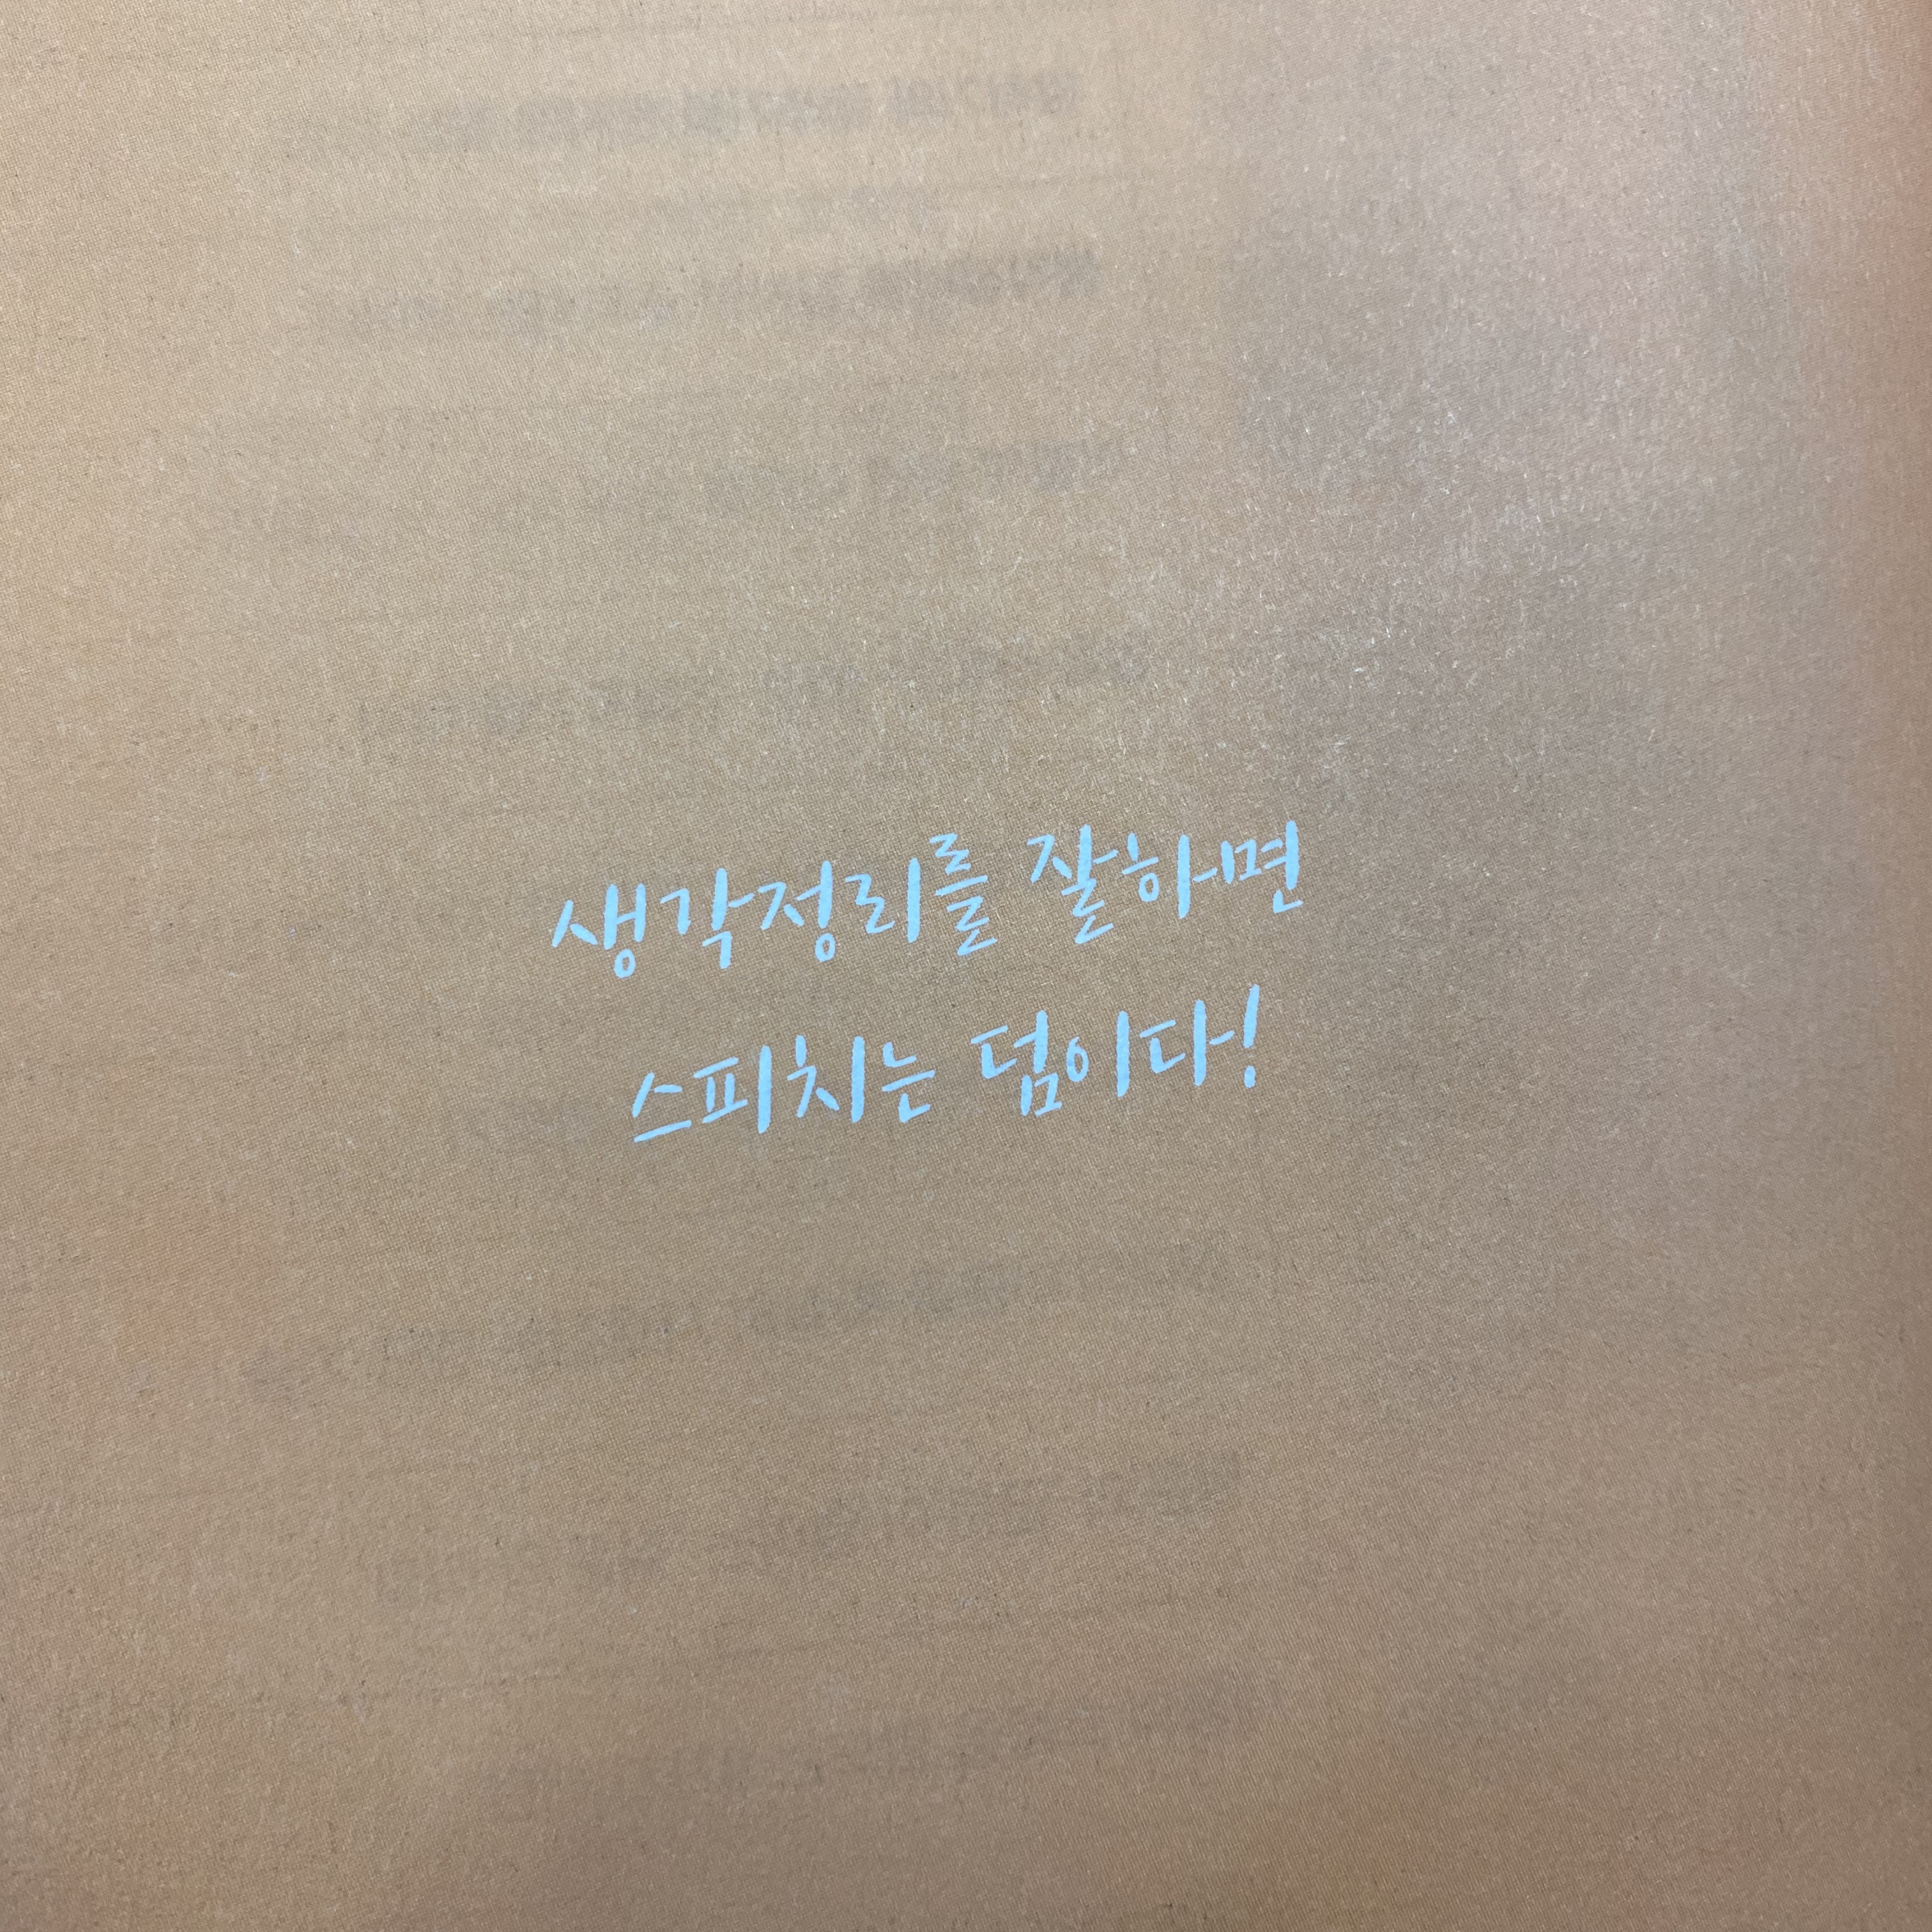 생각정리를 잘하면
스피치는 덤이다!